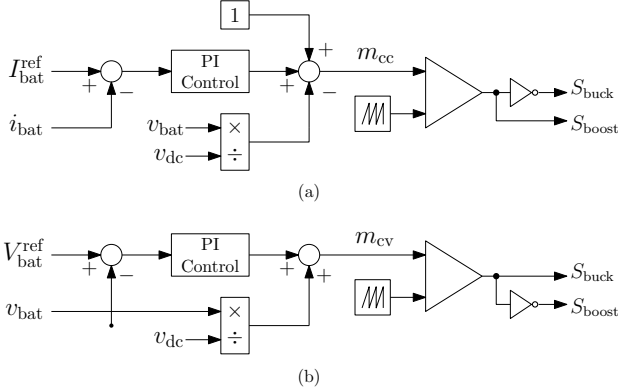 1
I_bat^ref
+
−
PI
Control
+
+
−
m_cc
i_bat
v_bat
v_dc
×
÷
S_buck
S_boost
(a)
V_bat^ref
+
−
PI
Control
+
+
m_cv
v_bat
v_dc
×
÷
S_buck
S_boost
(b)